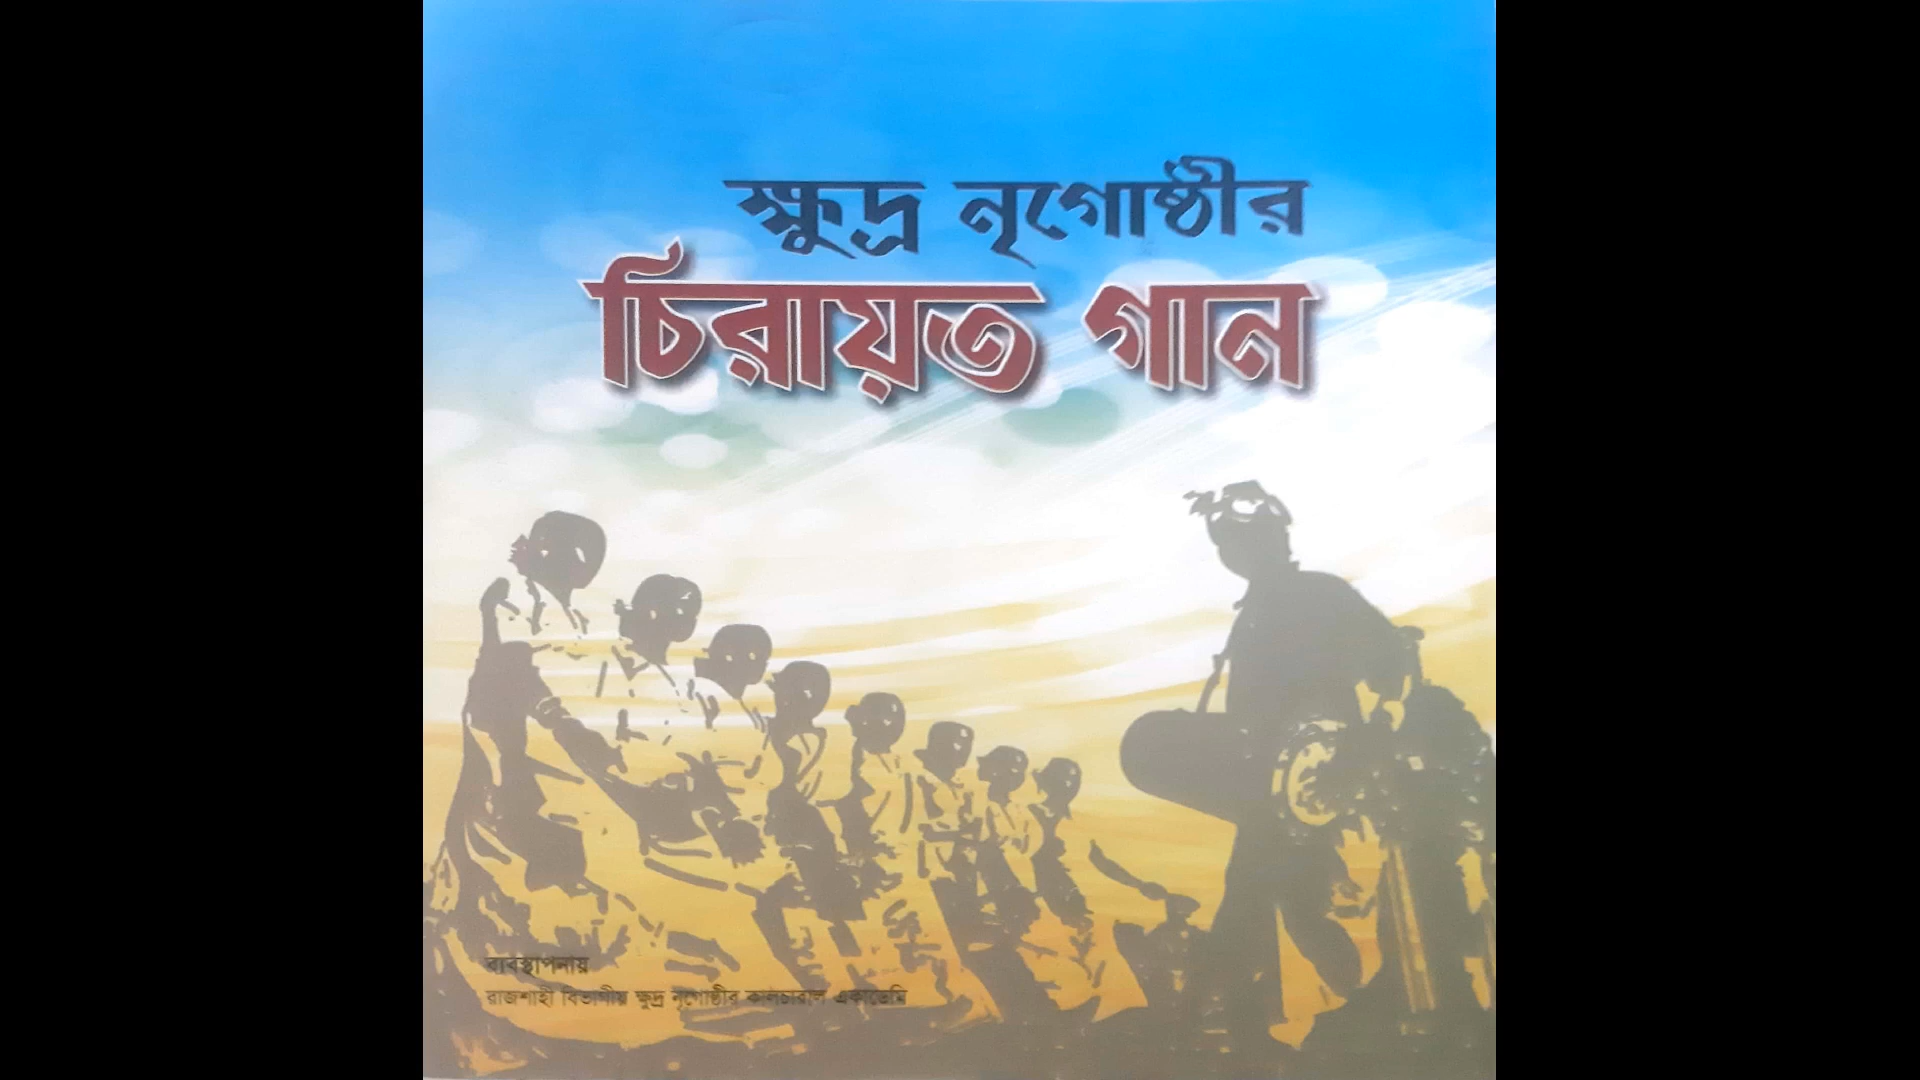 ক্ষুদ্র নৃগোষ্ঠীর
চিরায়ত গান
ব্যবস্থাপনায়
রাজশাহী বিভাগীয় ক্ষুদ্র নৃগোষ্ঠীর কালচারাল একাডেমি